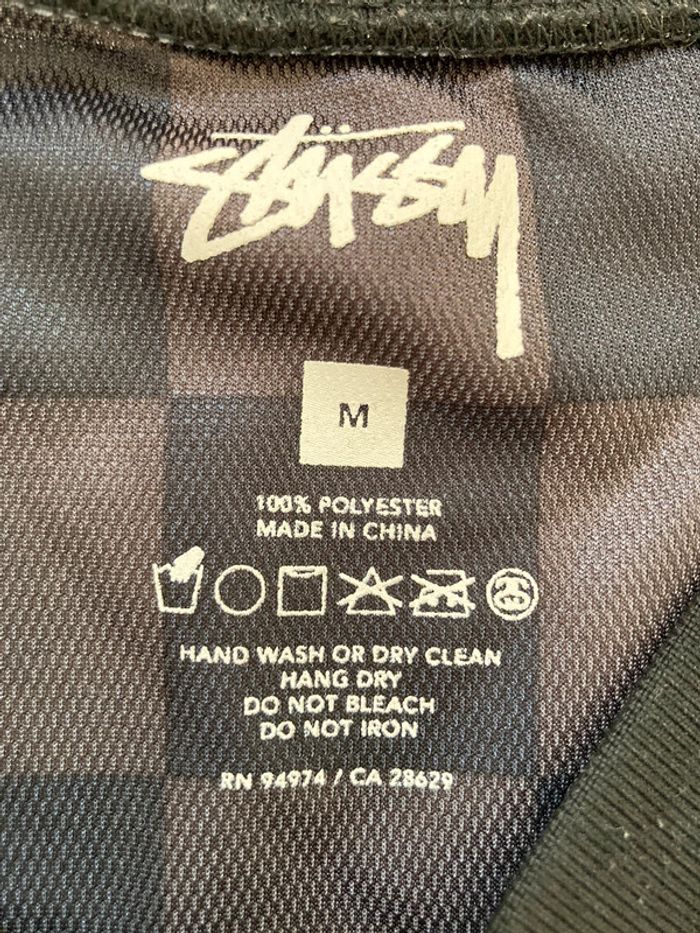 Stüssy
M
100% POLYESTER
MADE IN CHINA
HAND WASH OR DRY CLEAN
HANG DRY
DO NOT BLEACH
DO NOT IRON
RN 94974 / CA 28629